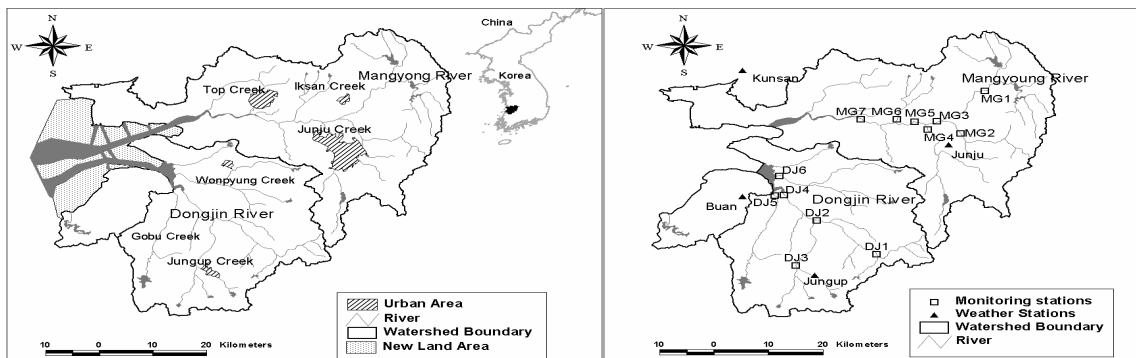 N
W E
S
China
Korea
Mangyong River
Top Creek
Iksan Creek
Junju Creek
Wonpyung Creek
Dongjin River
Gobu Creek
Jungup Creek
Urban Area
River
Watershed Boundary
New Land Area
10 0 10 20 Kilometers
N
W E
S
Kunsan
Mangyoung River
MG1
MG7 MG6 MG5 MG3
MG4 MG2
Junju
DJ6
Buan
DJ5 DJ4
Dongjin River
DJ2
DJ1
DJ3
Jungup
Monitoring stations
Weather Stations
Watershed Boundary
River
10 0 10 20 Kilometers